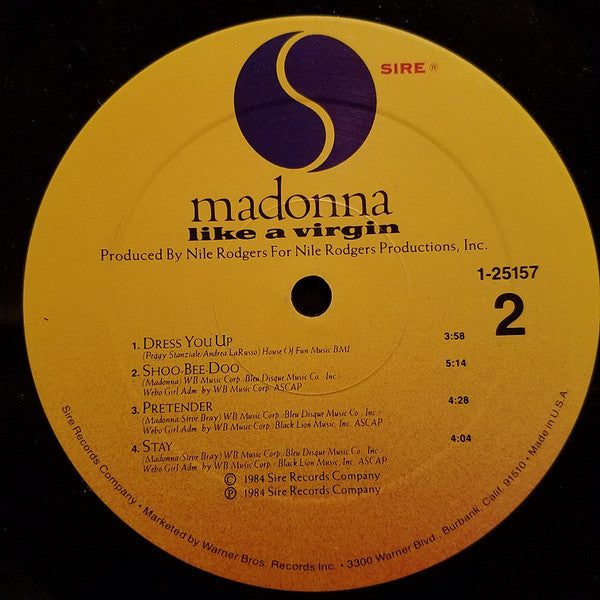 SIRE ®
madonna
like a virgin
Produced By Nile Rodgers For Nile Rodgers Productions, Inc.
1-25157
2
1. DRESS YOU UP 3:58
(Peggy Stanziale/Andrea LaRusso) House Of Fun Music BMI
2. SHOO-BEE-DOO 5:14
(Madonna) WB Music Corp./Bleu Disque Music Co., Inc./
Webo Girl Adm. by WB Music Corp. ASCAP
3. PRETENDER 4:28
(Madonna/Steve Bray) WB Music Corp./Bleu Disque Music Co., Inc./
Webo Girl Adm. by WB Music Corp./Black Lion Music, Inc. ASCAP
4. STAY 4:04
(Madonna/Steve Bray) WB Music Corp./Bleu Disque Music Co., Inc./
Webo Girl Adm. by WB Music Corp./Black Lion Music, Inc. ASCAP
© 1984 Sire Records Company
℗ 1984 Sire Records Company
Sire Records Company • Marketed by Warner Bros. Records Inc. • 3300 Warner Blvd., Burbank, Calif. 91510 • Made in U.S.A.